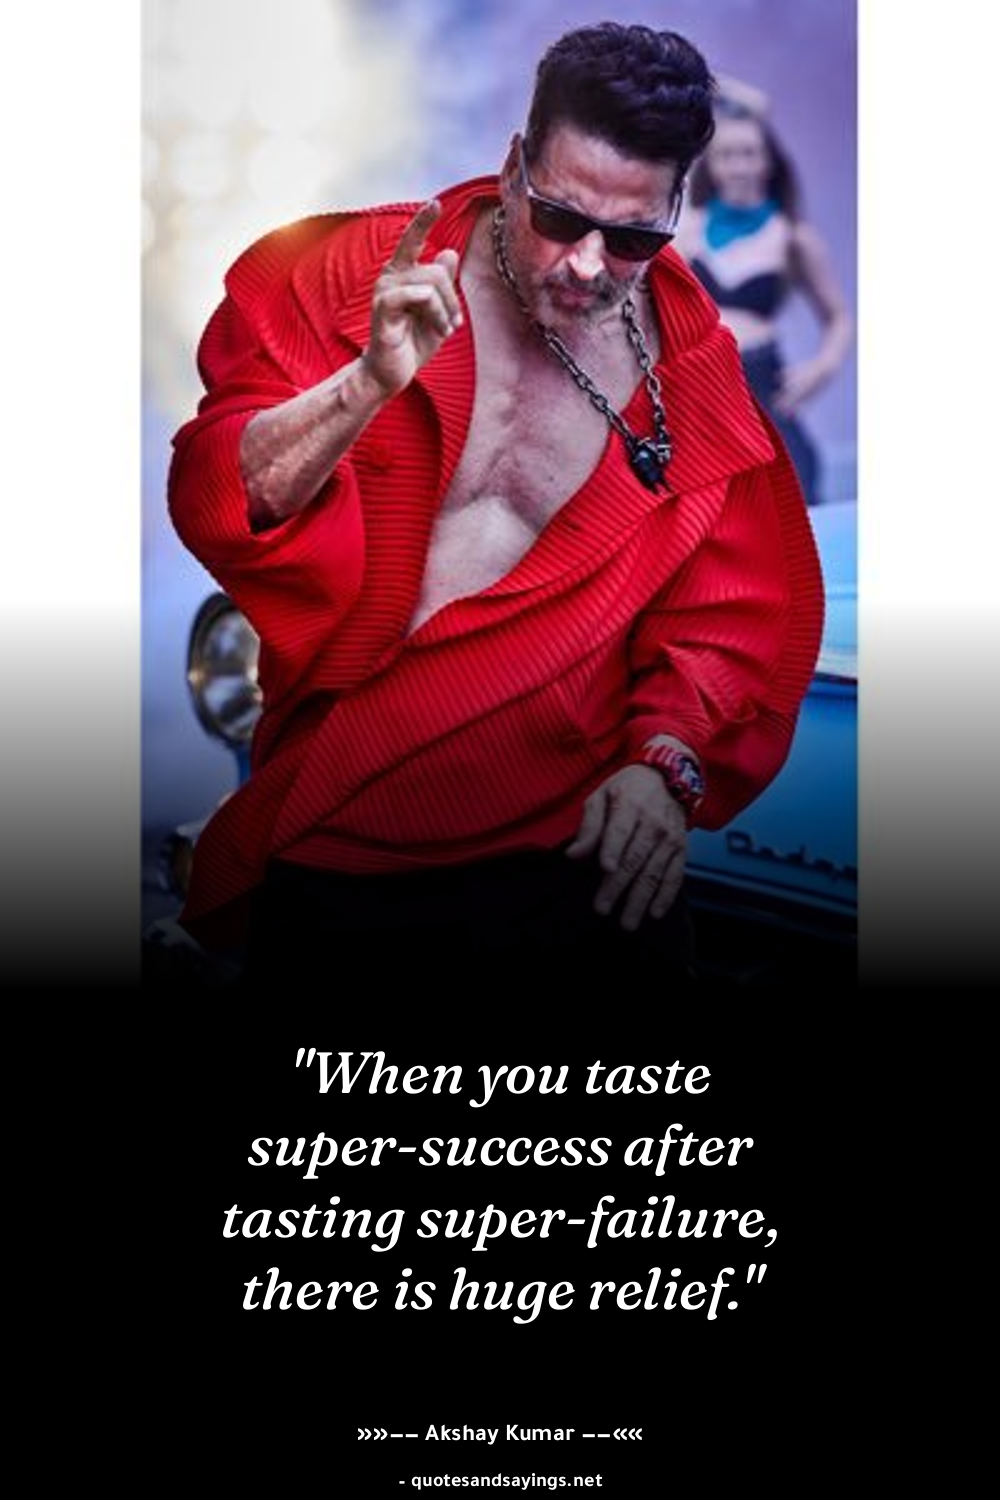 "When you taste
super-success after
tasting super-failure,
there is huge relief."
»»–– Akshay Kumar ––««
- quotesandsayings.net